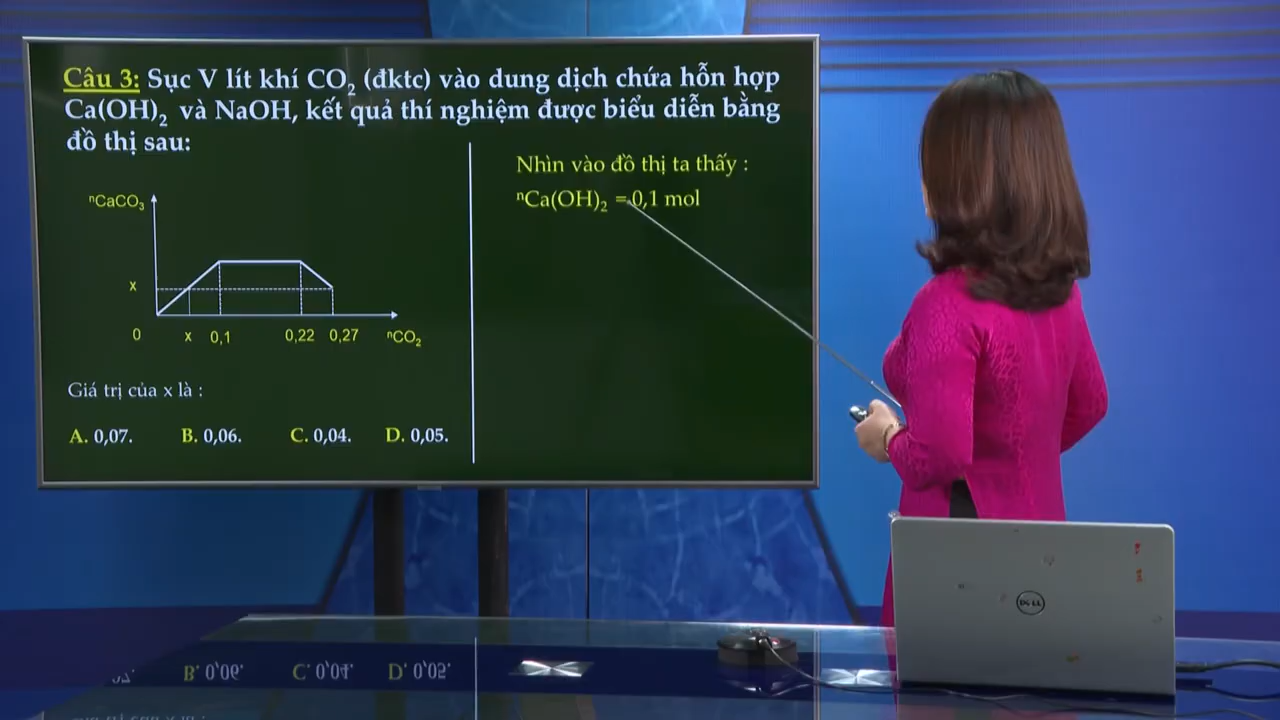 Câu 3: Sục V lít khí CO₂ (đktc) vào dung dịch chứa hỗn hợp
Ca(OH)₂ và NaOH, kết quả thí nghiệm được biểu diễn bằng
đồ thị sau:
ⁿCaCO₃
x
0 x 0,1 0,22 0,27 ⁿCO₂
Giá trị của x là :
A. 0,07. B. 0,06. C. 0,04. D. 0,05.
Nhìn vào đồ thị ta thấy :
ⁿCa(OH)₂ = 0,1 mol
DELL